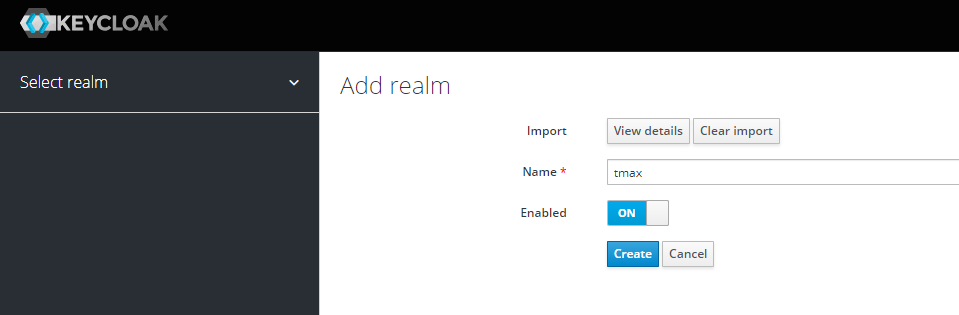 KEYCLOAK
Select realm
Add realm
Import View details Clear import
Name * tmax
Enabled ON
Create Cancel